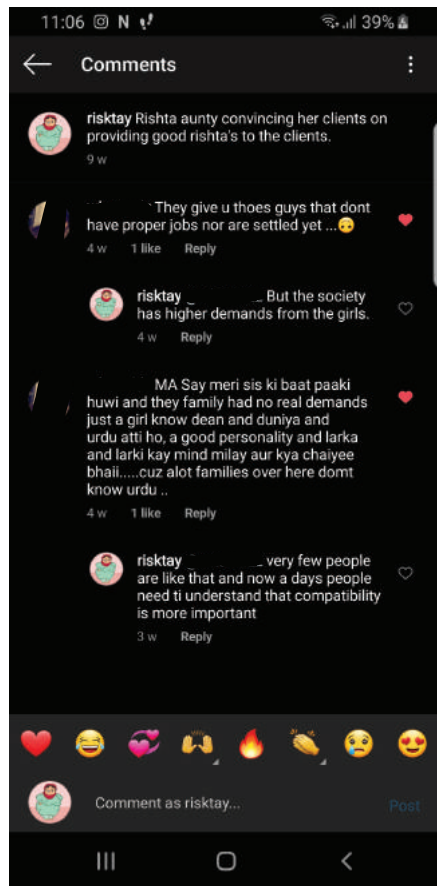 11:06 N 39%
Comments
risktay Rishta aunty convincing her clients on
providing good rishta's to the clients.
9 w
They give u thoes guys that dont
have proper jobs nor are settled yet ...🙃
4 w 1 like Reply
risktay But the society
has higher demands from the girls.
4 w Reply
MA Say meri sis ki baat paaki
huwi and they family had no real demands
just a girl know dean and duniya and
urdu atti ho, a good personality and larka
and larki kay mind milay aur kya chaiyee
bhaii.....cuz alot families over here domt
know urdu ..
4 w 1 like Reply
risktay very few people
are like that and now a days people
need ti understand that compatibility
is more important
3 w Reply
Comment as risktay... Post